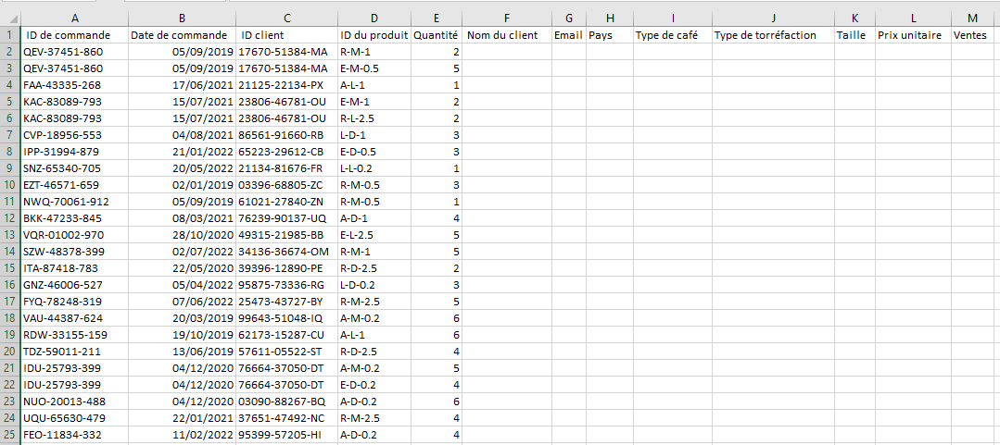 A B C D E F G H I J K L M
1 ID de commande Date de commande ID client ID du produit Quantité Nom du client Email Pays Type de café Type de torréfaction Taille Prix unitaire Ventes
2 QEV-37451-860 05/09/2019 17670-51384-MA R-M-1 2
3 QEV-37451-860 05/09/2019 17670-51384-MA E-M-0.5 5
4 FAA-43335-268 17/06/2021 21125-22134-PX A-L-1 1
5 KAC-83089-793 15/07/2021 23806-46781-OU E-M-1 2
6 KAC-83089-793 15/07/2021 23806-46781-OU R-L-2.5 2
7 CVP-18956-553 04/08/2021 86561-91660-RB L-D-1 3
8 IPP-31994-879 21/01/2022 65223-29612-CB E-D-0.5 3
9 SNZ-65340-705 20/05/2022 21134-81676-FR L-L-0.2 1
10 EZT-46571-659 02/01/2019 03396-68805-ZC R-M-0.5 3
11 NWQ-70061-912 05/09/2019 61021-27840-ZN R-M-0.5 1
12 BKK-47233-845 08/03/2021 76239-90137-UQ A-D-1 4
13 VQR-01002-970 28/10/2020 49315-21985-BB E-L-2.5 5
14 SZW-48378-399 02/07/2022 34136-36674-OM R-M-1 5
15 ITA-87418-783 22/05/2020 39396-12890-PE R-D-2.5 2
16 GNZ-46006-527 05/04/2022 95875-73336-RG L-D-0.2 3
17 FYQ-78248-319 07/06/2022 25473-43727-BY R-M-2.5 5
18 VAU-44387-624 20/03/2019 99643-51048-IQ A-M-0.2 6
19 RDW-33155-159 19/10/2019 62173-15287-CU A-L-1 6
20 TDZ-59011-211 13/06/2019 57611-05522-ST R-D-2.5 4
21 IDU-25793-399 04/12/2020 76664-37050-DT A-M-0.2 5
22 IDU-25793-399 04/12/2020 76664-37050-DT E-D-0.2 4
23 NUO-20013-488 04/12/2020 03090-88267-BQ A-D-0.2 6
24 UQU-65630-479 22/01/2021 37651-47492-NC R-M-2.5 4
25 FEO-11834-332 11/02/2022 95399-57205-HI A-D-0.2 4